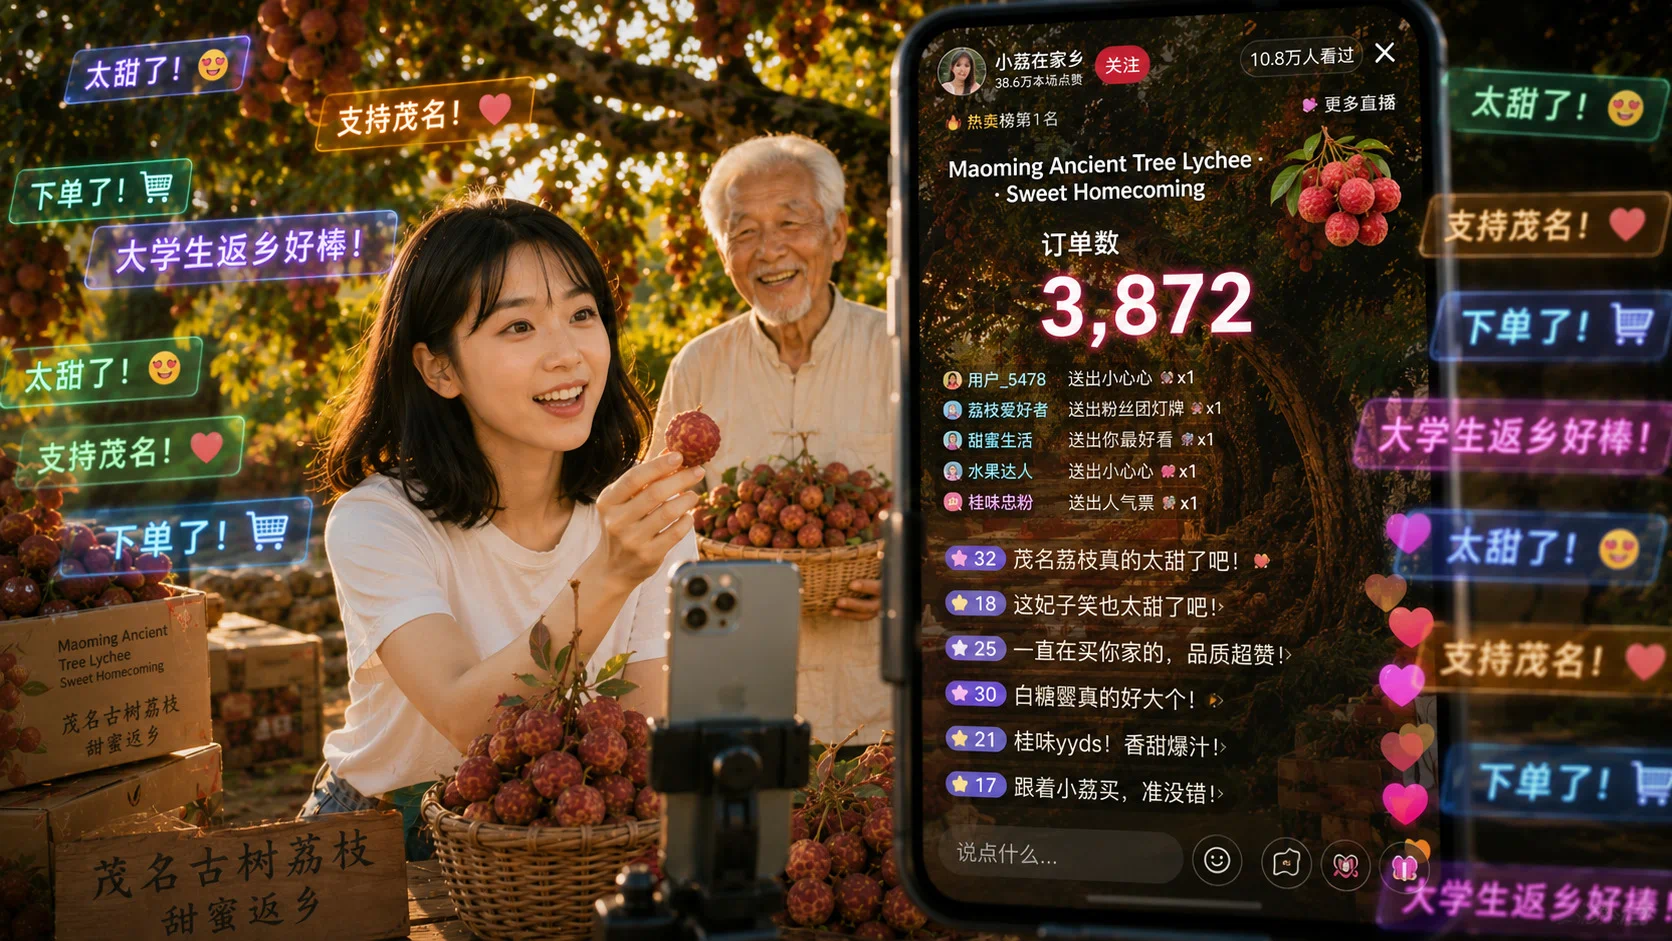 太甜了！
支持茂名！
下单了！
大学生返乡好棒！
太甜了！
支持茂名！
下单了！
Maoming Ancient
Tree Lychee
Sweet Homecoming
茂名古树荔枝
甜蜜返乡
茂名古树荔枝
甜蜜返乡
小荔在家乡
38.6万本场点赞
关注
10.8万人看过
热卖榜第1名
更多直播
Maoming Ancient Tree Lychee ·
· Sweet Homecoming
订单数
3,872
用户_5478 送出小心心 x1
荔枝爱好者 送出粉丝团灯牌 x1
甜蜜生活 送出你最好看 x1
水果达人 送出小心心 x1
桂味忠粉 送出人气票 x1
32 茂名荔枝真的太甜了吧！
18 这妃子笑也太甜了吧！
25 一直在买你家的，品质超赞！
30 白糖罂真的好大个！
21 桂味yyds！香甜爆汁！
17 跟着小荔买，准没错！
说点什么...
太甜了！
支持茂名！
下单了！
大学生返乡好棒！
太甜了！
支持茂名！
下单了！
大学生返乡好棒！